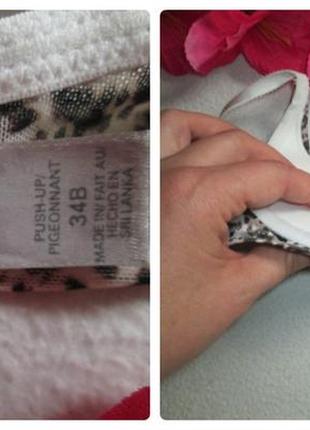 PUSH-UP/
PIGEONNANT
34B
MADE IN/FAIT AU/
HECHO EN
SRI LANKA